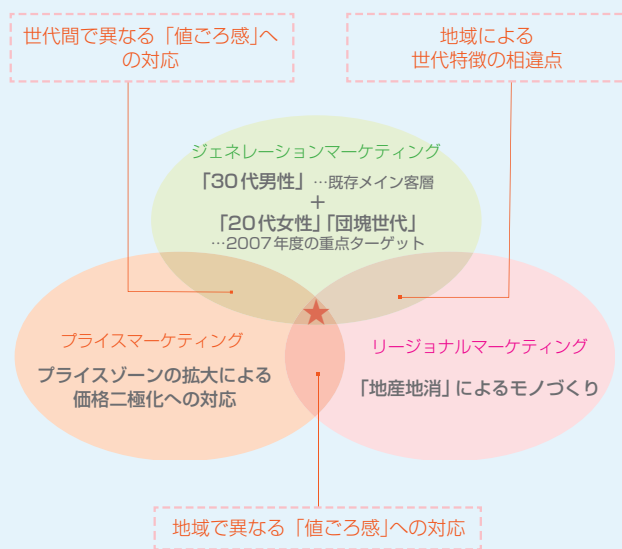 世代間で異なる「値ごろ感」へ
の対応
地域による
世代特徴の相違点
ジェネレーションマーケティング
「30代男性」…既存メイン客層
+
「20代女性」「団塊世代」
…2007年度の重点ターゲット
プライスマーケティング
プライスゾーンの拡大による
価格二極化への対応
リージョナルマーケティング
「地産地消」によるモノづくり
地域で異なる「値ごろ感」への対応